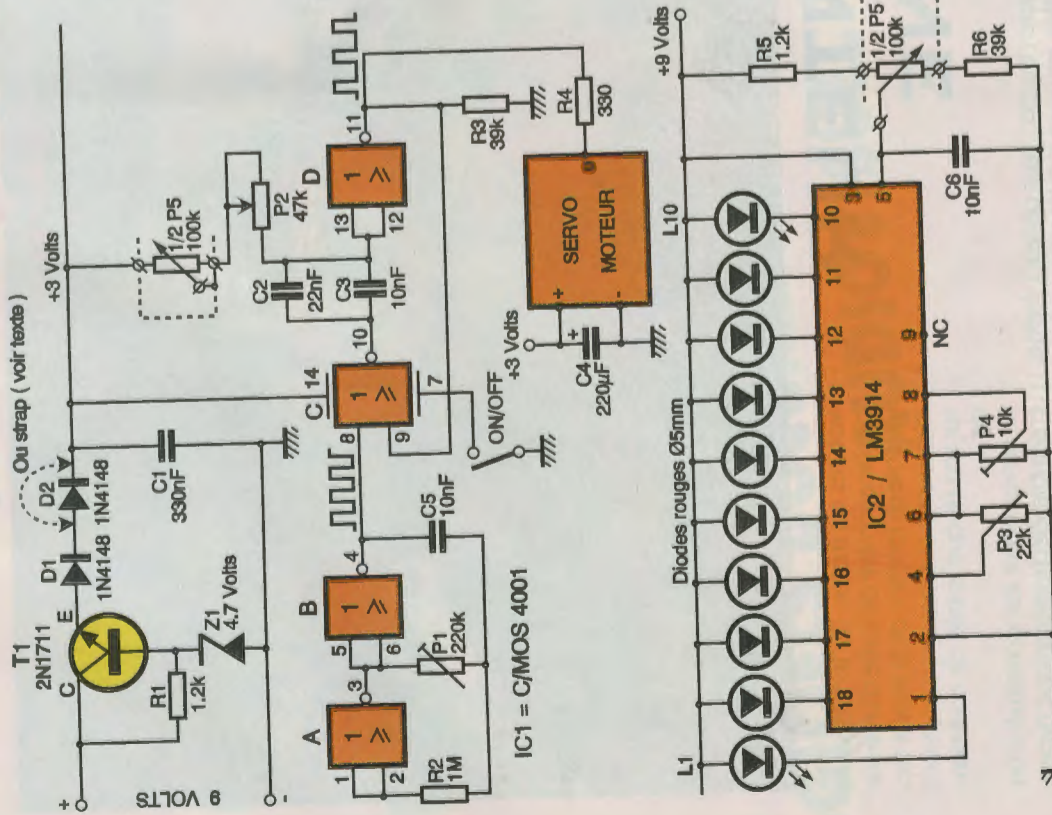 Ou strap ( voir texte)
T1
2N1711
C
E
D1
1N4148
D2
1N4148
+3 Volts
R1
1.2k
Z1
4.7 Volts
C1
330nF
+
9 VOLTS
-
1/2 P5
100k
P2
47k
C2
22nF
C3
10nF
A
1
2
1
≥
3
B
5
6
1
≥
4
C
14
8
9
1
≥
10
7
D
13
12
1
≥
11
R2
1M
P1
220k
C5
10nF
ON/OFF
R3
39k
R4
330
IC1 = C/MOS 4001
+3 Volts
C4
220µF
+
+
-
SERVO
MOTEUR
+9 Volts
R5
1.2k
1/2 P5
100k
R6
39k
C6
10nF
Diodes rouges Ø5mm
L1
L10
18
17
16
15
14
13
12
11
10
3
5
IC2 / LM3914
1
2
4
6
7
8
9
NC
P3
22k
P4
10k